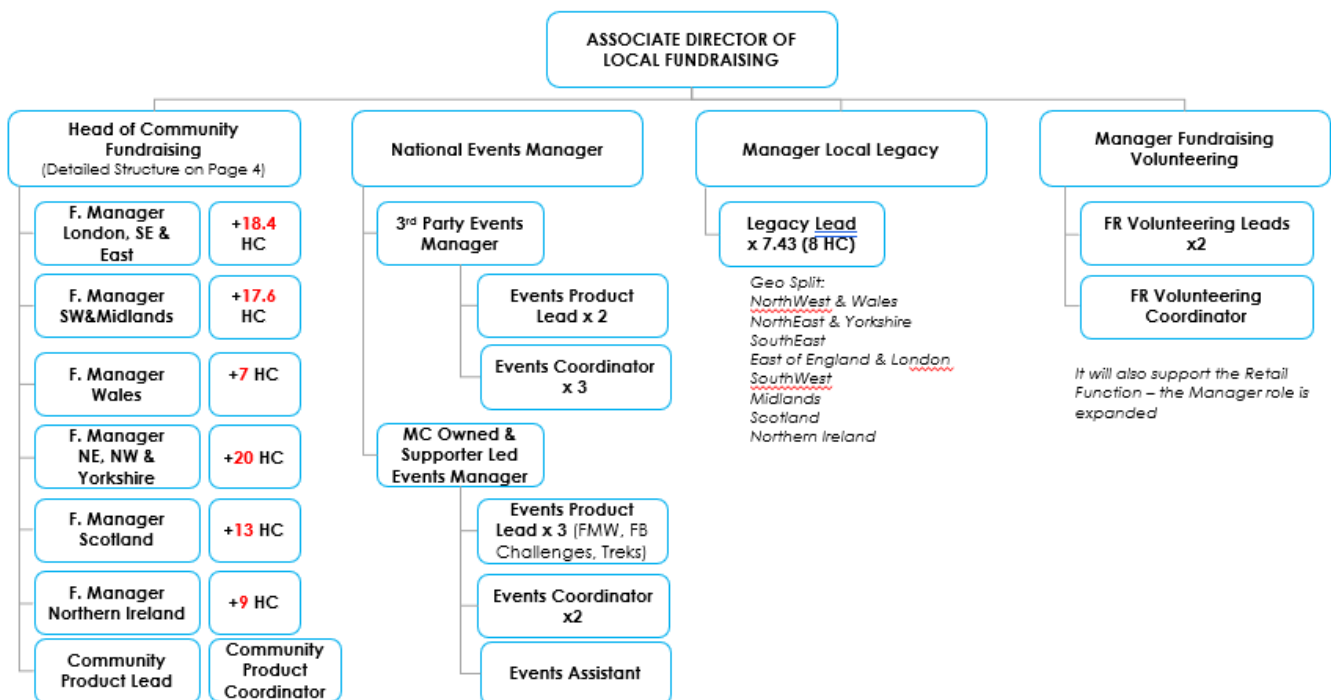 ASSOCIATE DIRECTOR OF
LOCAL FUNDRAISING
Head of Community
Fundraising
(Detailed Structure on Page 4)
F. Manager
London, SE &
East
+18.4
HC
F. Manager
SW&Midlands
+17.6
HC
F. Manager
Wales
+7 HC
F. Manager
NE, NW &
Yorkshire
+20 HC
F. Manager
Scotland
+13 HC
F. Manager
Northern Ireland
+9 HC
Community
Product Lead
Community
Product
Coordinator
National Events Manager
3rd Party Events
Manager
Events Product
Lead x 2
Events Coordinator
x 3
MC Owned &
Supporter Led
Events Manager
Events Product
Lead x 3 (FMW, FB
Challenges, Treks)
Events Coordinator
x2
Events Assistant
Manager Local Legacy
Legacy Lead
x 7.43 (8 HC)
Geo Split:
NorthWest & Wales
NorthEast & Yorkshire
SouthEast
East of England & London
SouthWest
Midlands
Scotland
Northern Ireland
Manager Fundraising
Volunteering
FR Volunteering Leads
x2
FR Volunteering
Coordinator
It will also support the Retail
Function – the Manager role is
expanded